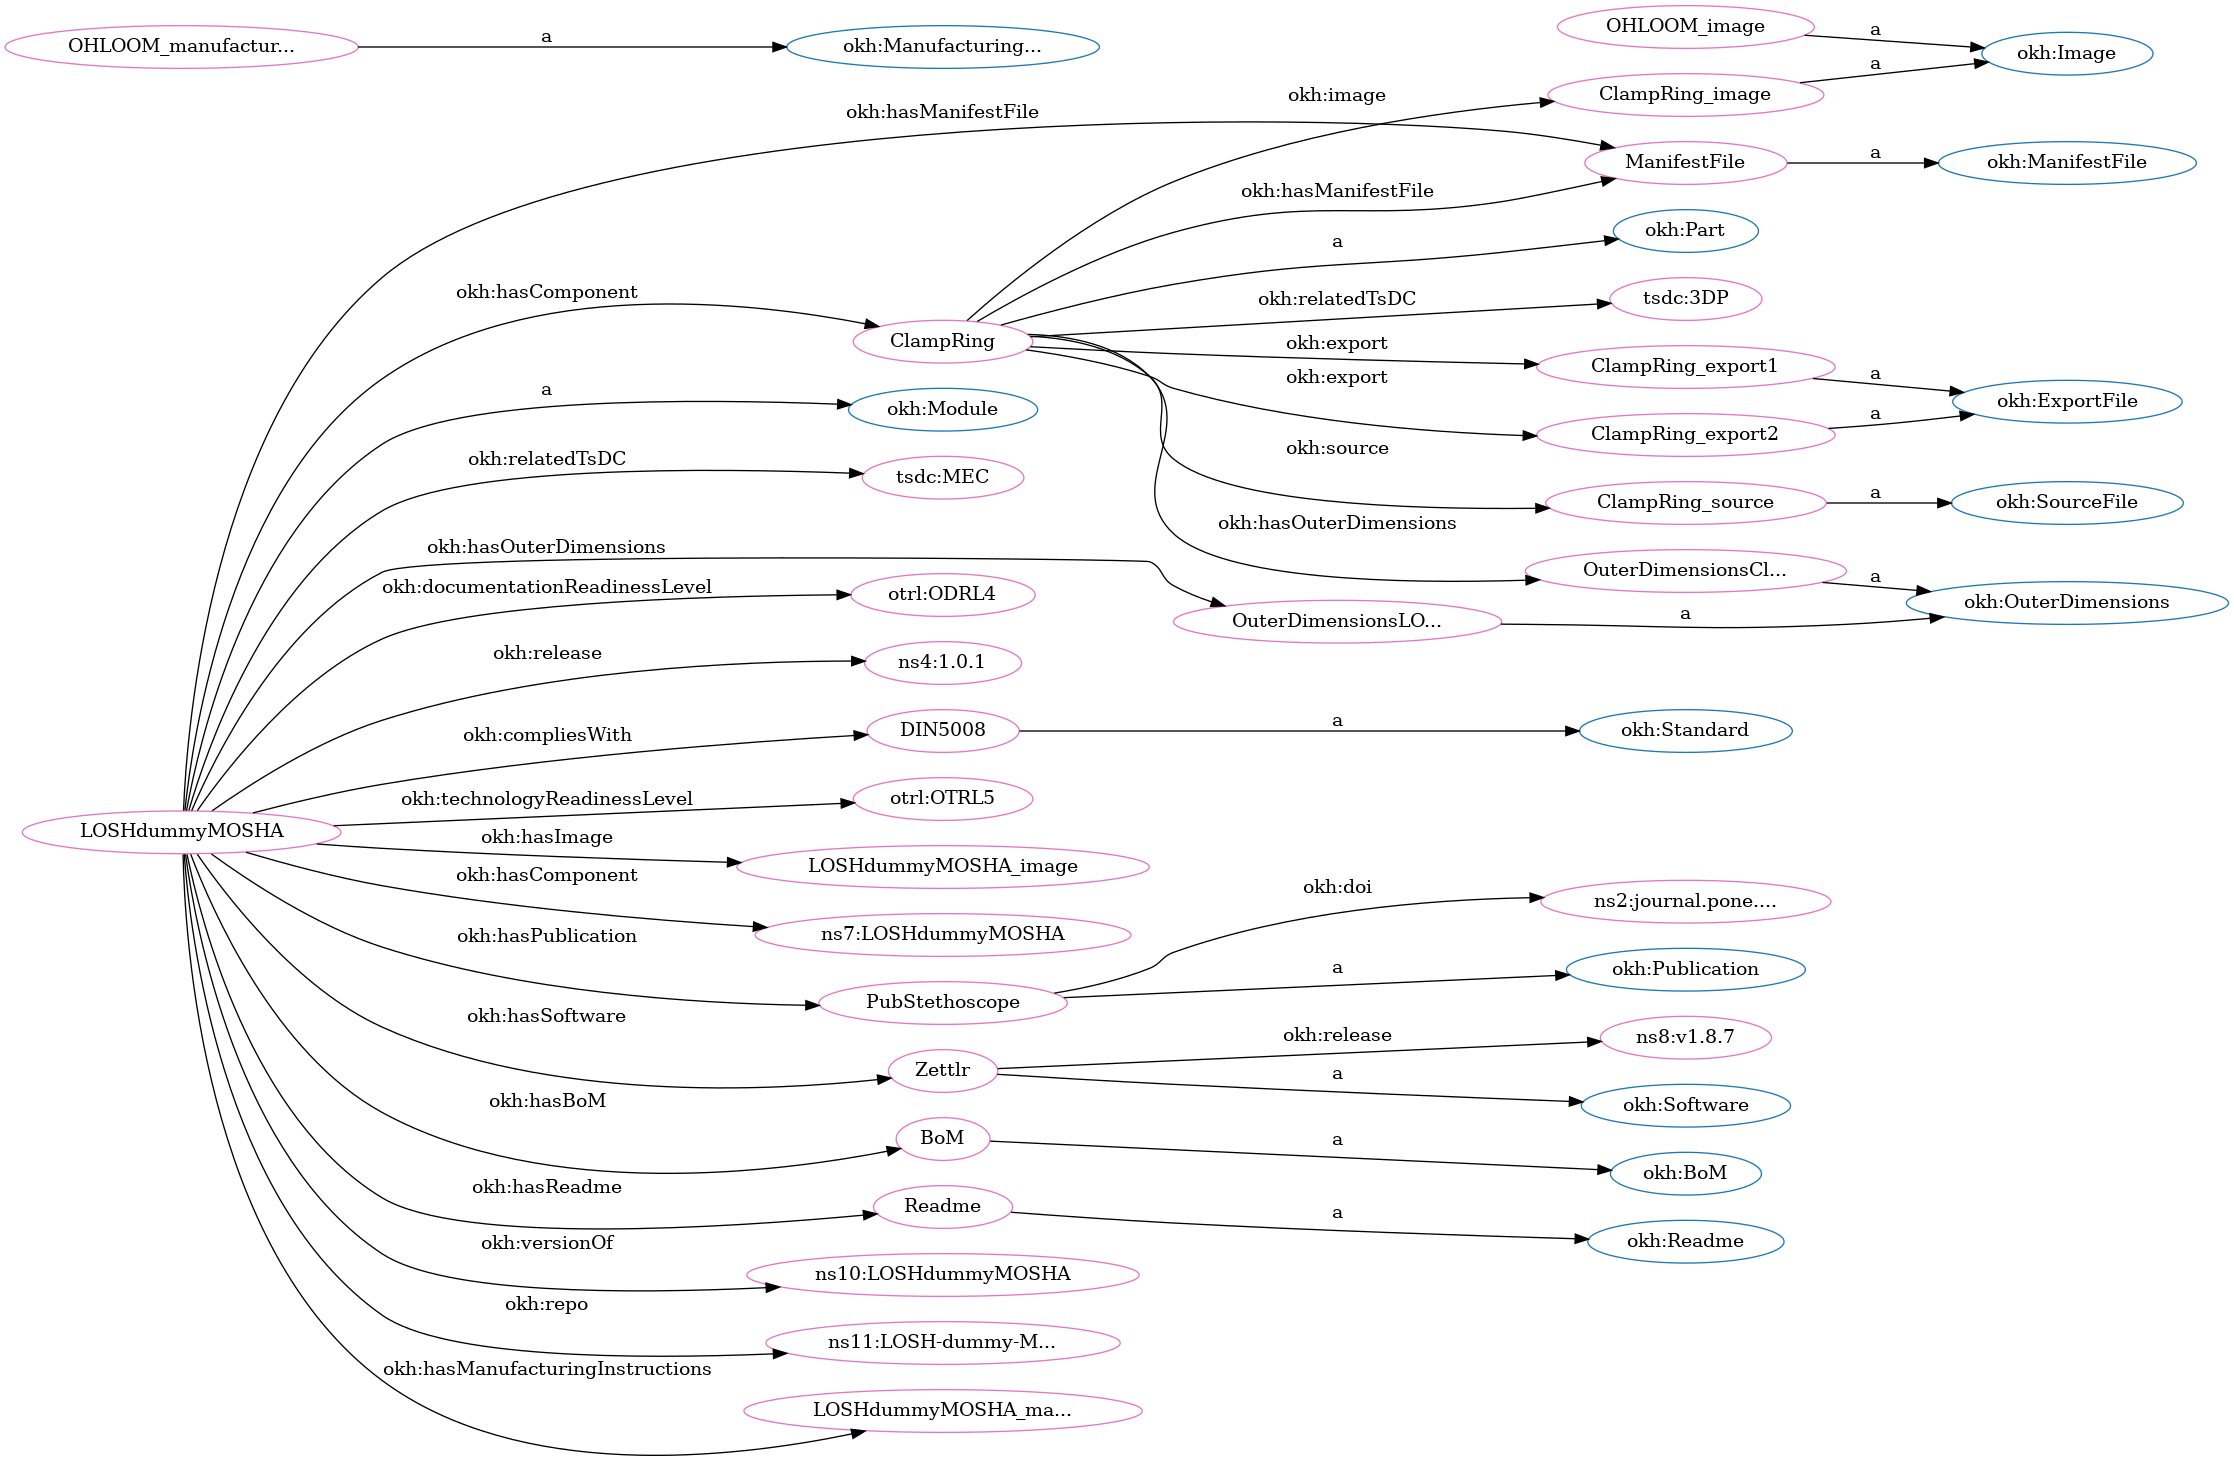 OHLOOM_manufactur...
a
okh:Manufacturing...
OHLOOM_image
a
okh:Image
ClampRing_image
a
okh:image
okh:hasManifestFile
ManifestFile
a
okh:ManifestFile
okh:hasManifestFile
a
okh:Part
okh:hasComponent
ClampRing
okh:relatedTsDC
tsdc:3DP
okh:export
ClampRing_export1
a
okh:ExportFile
okh:export
ClampRing_export2
a
a
okh:Module
okh:source
ClampRing_source
a
okh:SourceFile
okh:relatedTsDC
tsdc:MEC
okh:hasOuterDimensions
OuterDimensionsCl...
a
okh:OuterDimensions
okh:hasOuterDimensions
OuterDimensionsLO...
a
okh:documentationReadinessLevel
otrl:ODRL4
okh:release
ns4:1.0.1
okh:compliesWith
DIN5008
a
okh:Standard
okh:technologyReadinessLevel
otrl:OTRL5
LOSHdummyMOSHA
okh:hasImage
LOSHdummyMOSHA_image
okh:hasComponent
ns7:LOSHdummyMOSHA
okh:doi
ns2:journal.pone....
okh:hasPublication
PubStethoscope
a
okh:Publication
okh:hasSoftware
Zettlr
okh:release
ns8:v1.8.7
a
okh:Software
okh:hasBoM
BoM
a
okh:BoM
okh:hasReadme
Readme
a
okh:Readme
okh:versionOf
ns10:LOSHdummyMOSHA
okh:repo
ns11:LOSH-dummy-M...
okh:hasManufacturingInstructions
LOSHdummyMOSHA_ma...